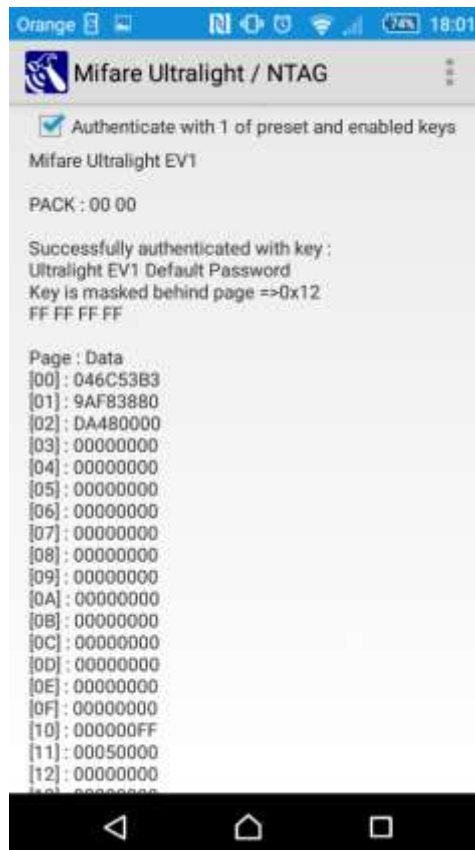 Orange 74% 18:01
Mifare Ultralight / NTAG
Authenticate with 1 of preset and enabled keys
Mifare Ultralight EV1
PACK : 00 00
Successfully authenticated with key :
Ultralight EV1 Default Password
Key is masked behind page =>0x12
FF FF FF FF
Page : Data
[00] : 046C53B3
[01] : 9AF83880
[02] : DA480000
[03] : 00000000
[04] : 00000000
[05] : 00000000
[06] : 00000000
[07] : 00000000
[08] : 00000000
[09] : 00000000
[0A] : 00000000
[0B] : 00000000
[0C] : 00000000
[0D] : 00000000
[0E] : 00000000
[0F] : 00000000
[10] : 000000FF
[11] : 00050000
[12] : 00000000